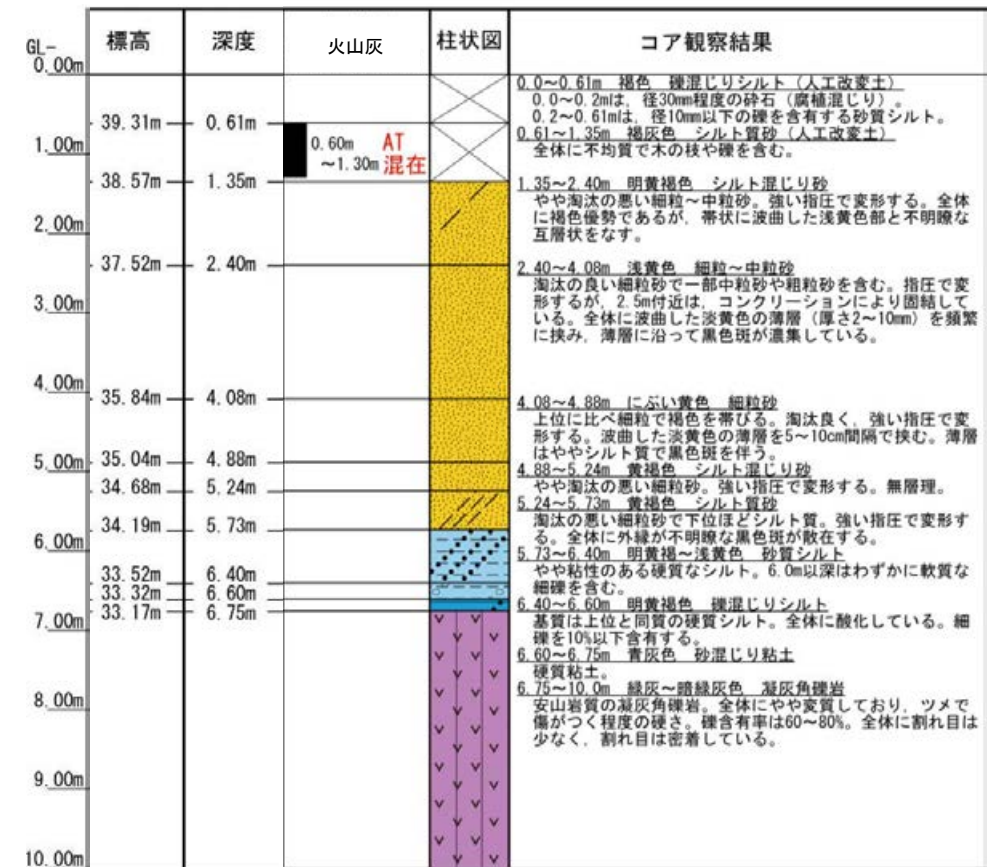 標高 深度 火山灰 柱状図 コア観察結果
GL-
0.00m
1.00m
2.00m
3.00m
4.00m
5.00m
6.00m
7.00m
8.00m
9.00m
10.00m
39.31m 0.61m
38.57m 1.35m
37.52m 2.40m
35.84m 4.08m
35.04m 4.88m
34.68m 5.24m
34.19m 5.73m
33.52m 6.40m
33.32m 6.60m
33.17m 6.75m
0.60m AT
~1.30m 混在
0.0~0.61m 褐色 礫混じりシルト（人工改変土）
0.0~0.2mは，径30mm程度の砕石（腐植混じり）。
0.2~0.61mは，径10mm以下の礫を含有する砂質シルト。
0.61~1.35m 褐灰色 シルト質砂（人工改変土）
全体に不均質で木の枝や礫を含む。
1.35~2.40m 明黄褐色 シルト混じり砂
やや淘汰の悪い細粒~中粒砂。強い指圧で変形する。全体
に褐色優勢であるが，帯状に波曲した浅黄色部と不明瞭な
互層状をなす。
2.40~4.08m 浅黄色 細粒~中粒砂
淘汰の良い細粒砂で一部中粒砂や粗粒砂を含む。指圧で変
形するが，2.5m付近は，コンクリーションにより固結して
いる。全体に波曲した淡黄色の薄層（厚さ2~10mm）を頻繁
に挟み，薄層に沿って黒色斑が濃集している。
4.08~4.88m にぶい黄色 細粒砂
上位に比べ細粒で褐色を帯びる。淘汰良く，強い指圧で変
形する。波曲した淡黄色の薄層を5~10cm間隔で挟む。薄層
はややシルト質で黒色斑を伴う。
4.88~5.24m 黄褐色 シルト混じり砂
やや淘汰の悪い細粒砂。強い指圧で変形する。無層理。
5.24~5.73m 黄褐色 シルト質砂
淘汰の悪い細粒砂で下位ほどシルト質。強い指圧で変形す
る。全体に外縁が不明瞭な黒色斑が散在する。
5.73~6.40m 明黄褐~浅黄色 砂質シルト
やや粘性のある硬質なシルト。6.0m以深はわずかに軟質な
細礫を含む。
6.40~6.60m 明黄褐色 礫混じりシルト
基質は上位と同質の硬質シルト。全体に酸化している。細
礫を10%以下含有する。
6.60~6.75m 青灰色 砂混じり粘土
硬質粘土。
6.75~10.0m 緑灰~暗緑灰色 凝灰角礫岩
安山岩質の凝灰角礫岩。全体にやや変質しており，ツメで
傷がつく程度の硬さ。礫含有率は60~80%。全体に割れ目は
少なく，割れ目は密着している。